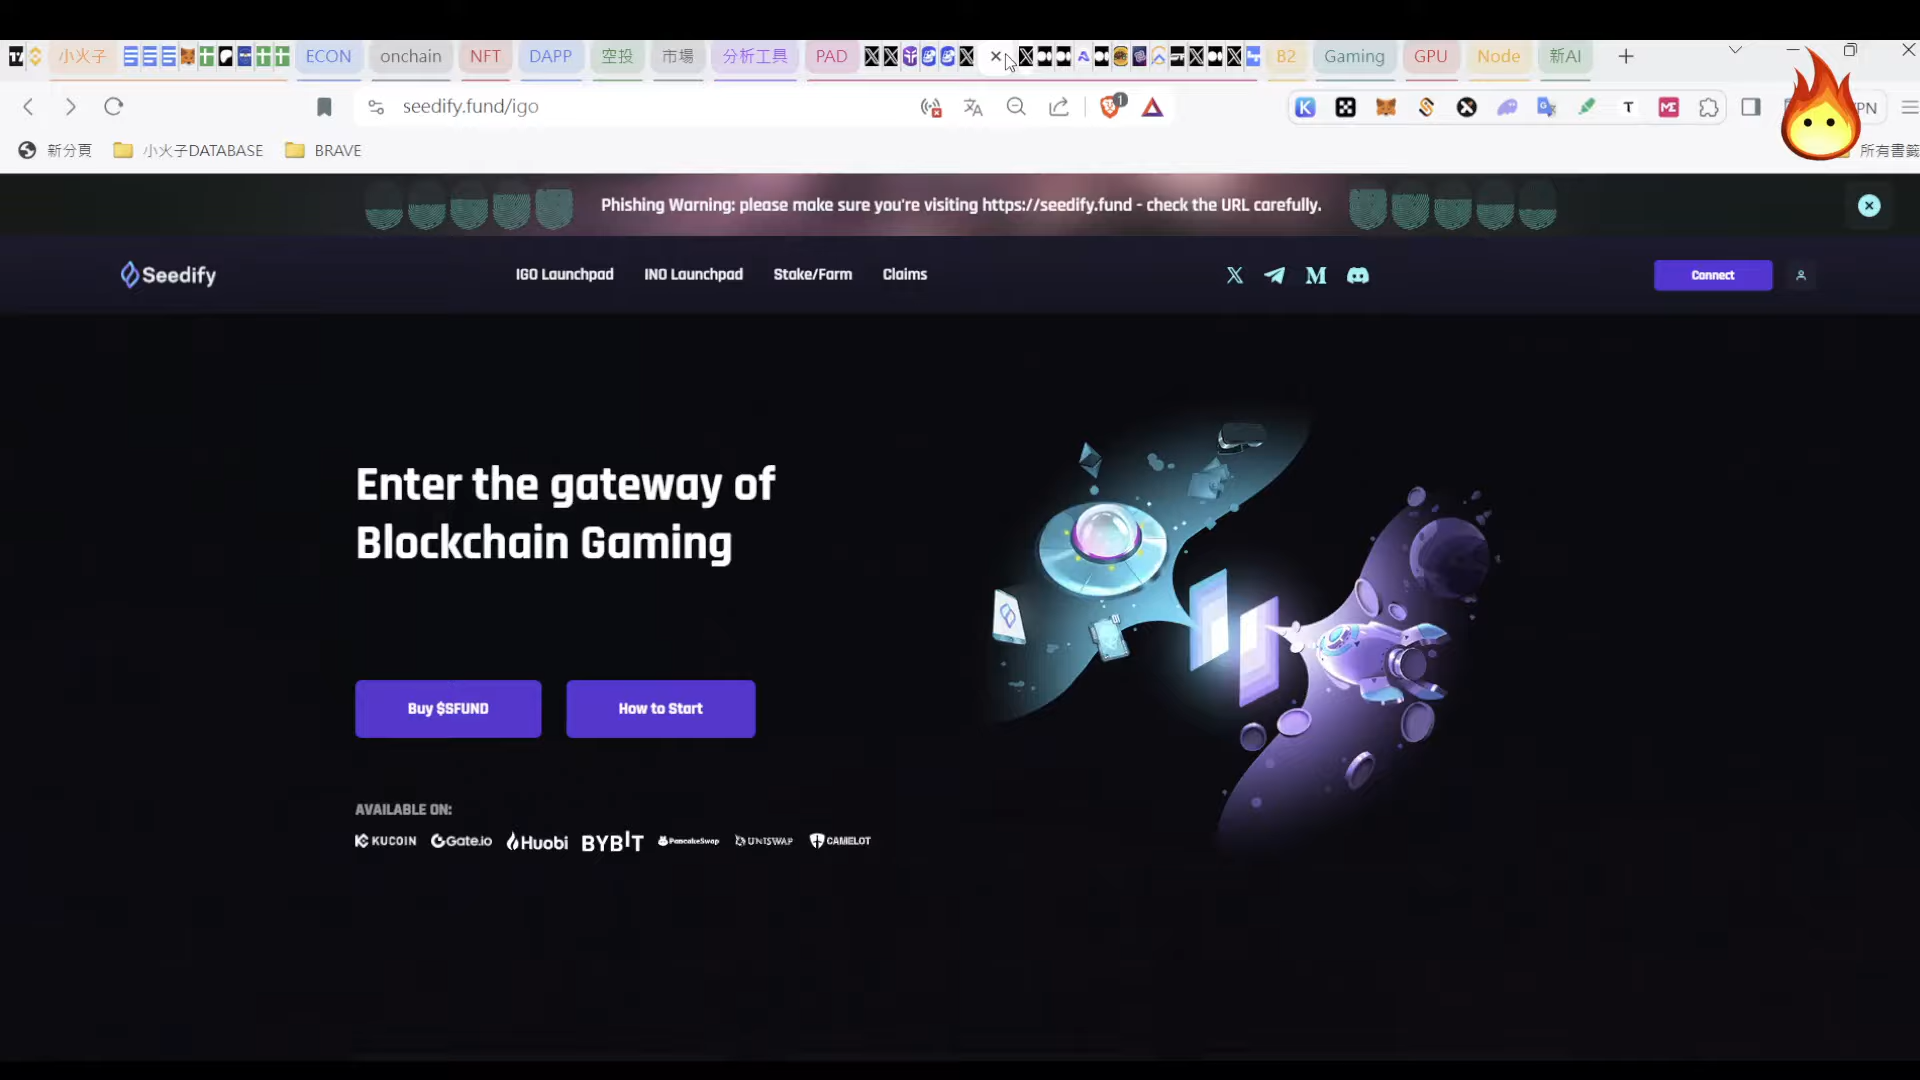 小火子 ECON onchain NFT DAPP 空投 市場 分析工具 PAD B2 Gaming GPU Node 新AI
seedify.fund/igo
新分頁 小火子DATABASE BRAVE 所有書籤
Phishing Warning: please make sure you're visiting https://seedify.fund - check the URL carefully.
Seedify IGO Launchpad INO Launchpad Stake/Farm Claims Connect
Enter the gateway of
Blockchain Gaming
Buy $SFUND How to Start
AVAILABLE ON:
KUCOIN Gate.io Huobi BYBIT PancakeSwap UNISWAP CAMELOT